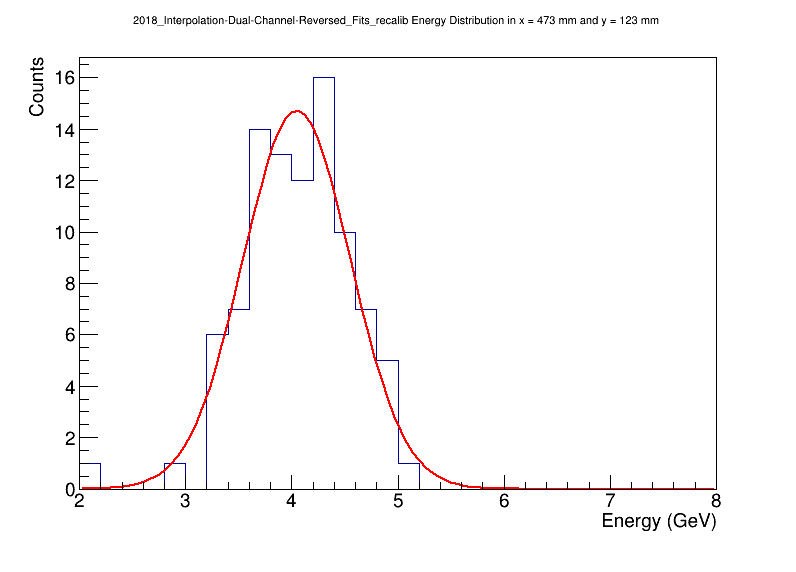 2018_Interpolation-Dual-Channel-Reversed_Fits_recalib Energy Distribution in x = 473 mm and y = 123 mm
Counts
16
14
12
10
8
6
4
2
0
2 3 4 5 6 7 8
Energy (GeV)